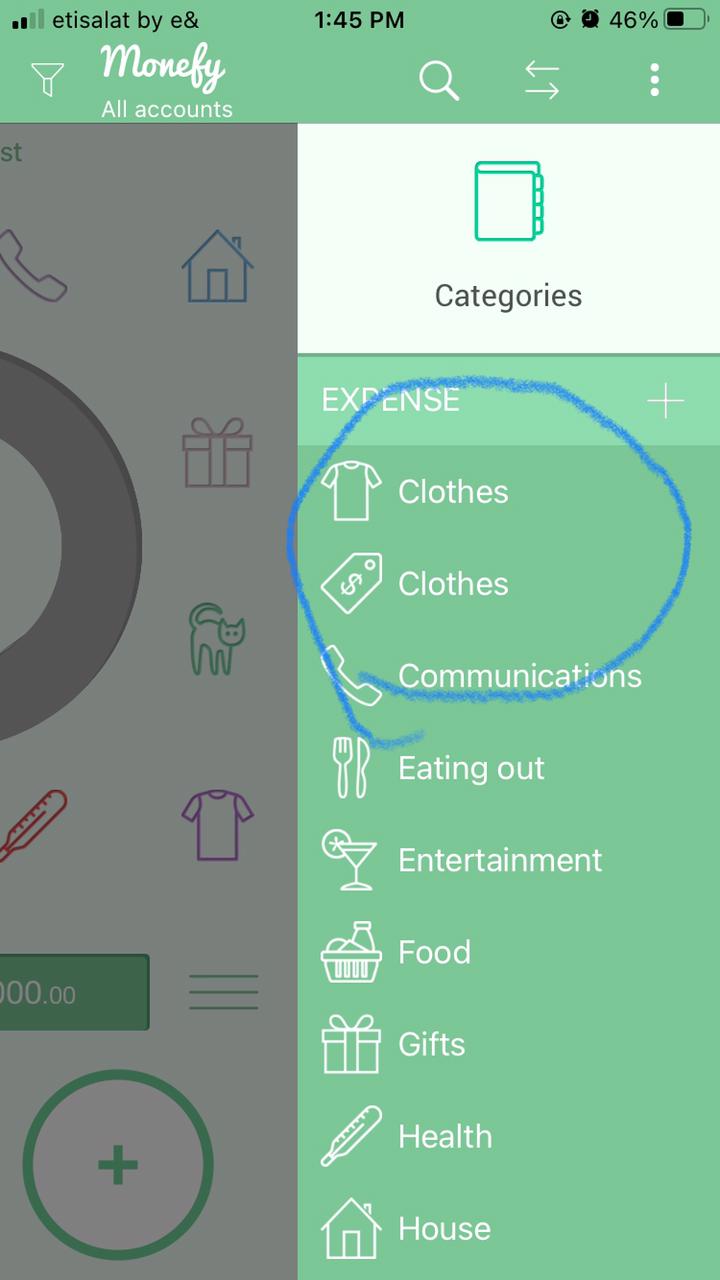 etisalat by e& 1:45 PM 46%
Monefy
All accounts
st
Categories
EXPENSE
Clothes
Clothes
Communications
Eating out
Entertainment
Food
000.00
Gifts
Health
House